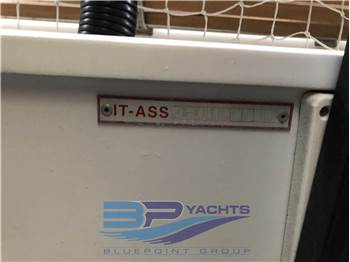 IT-ASS
BP YACHTS
BLUEPOINT GROUP